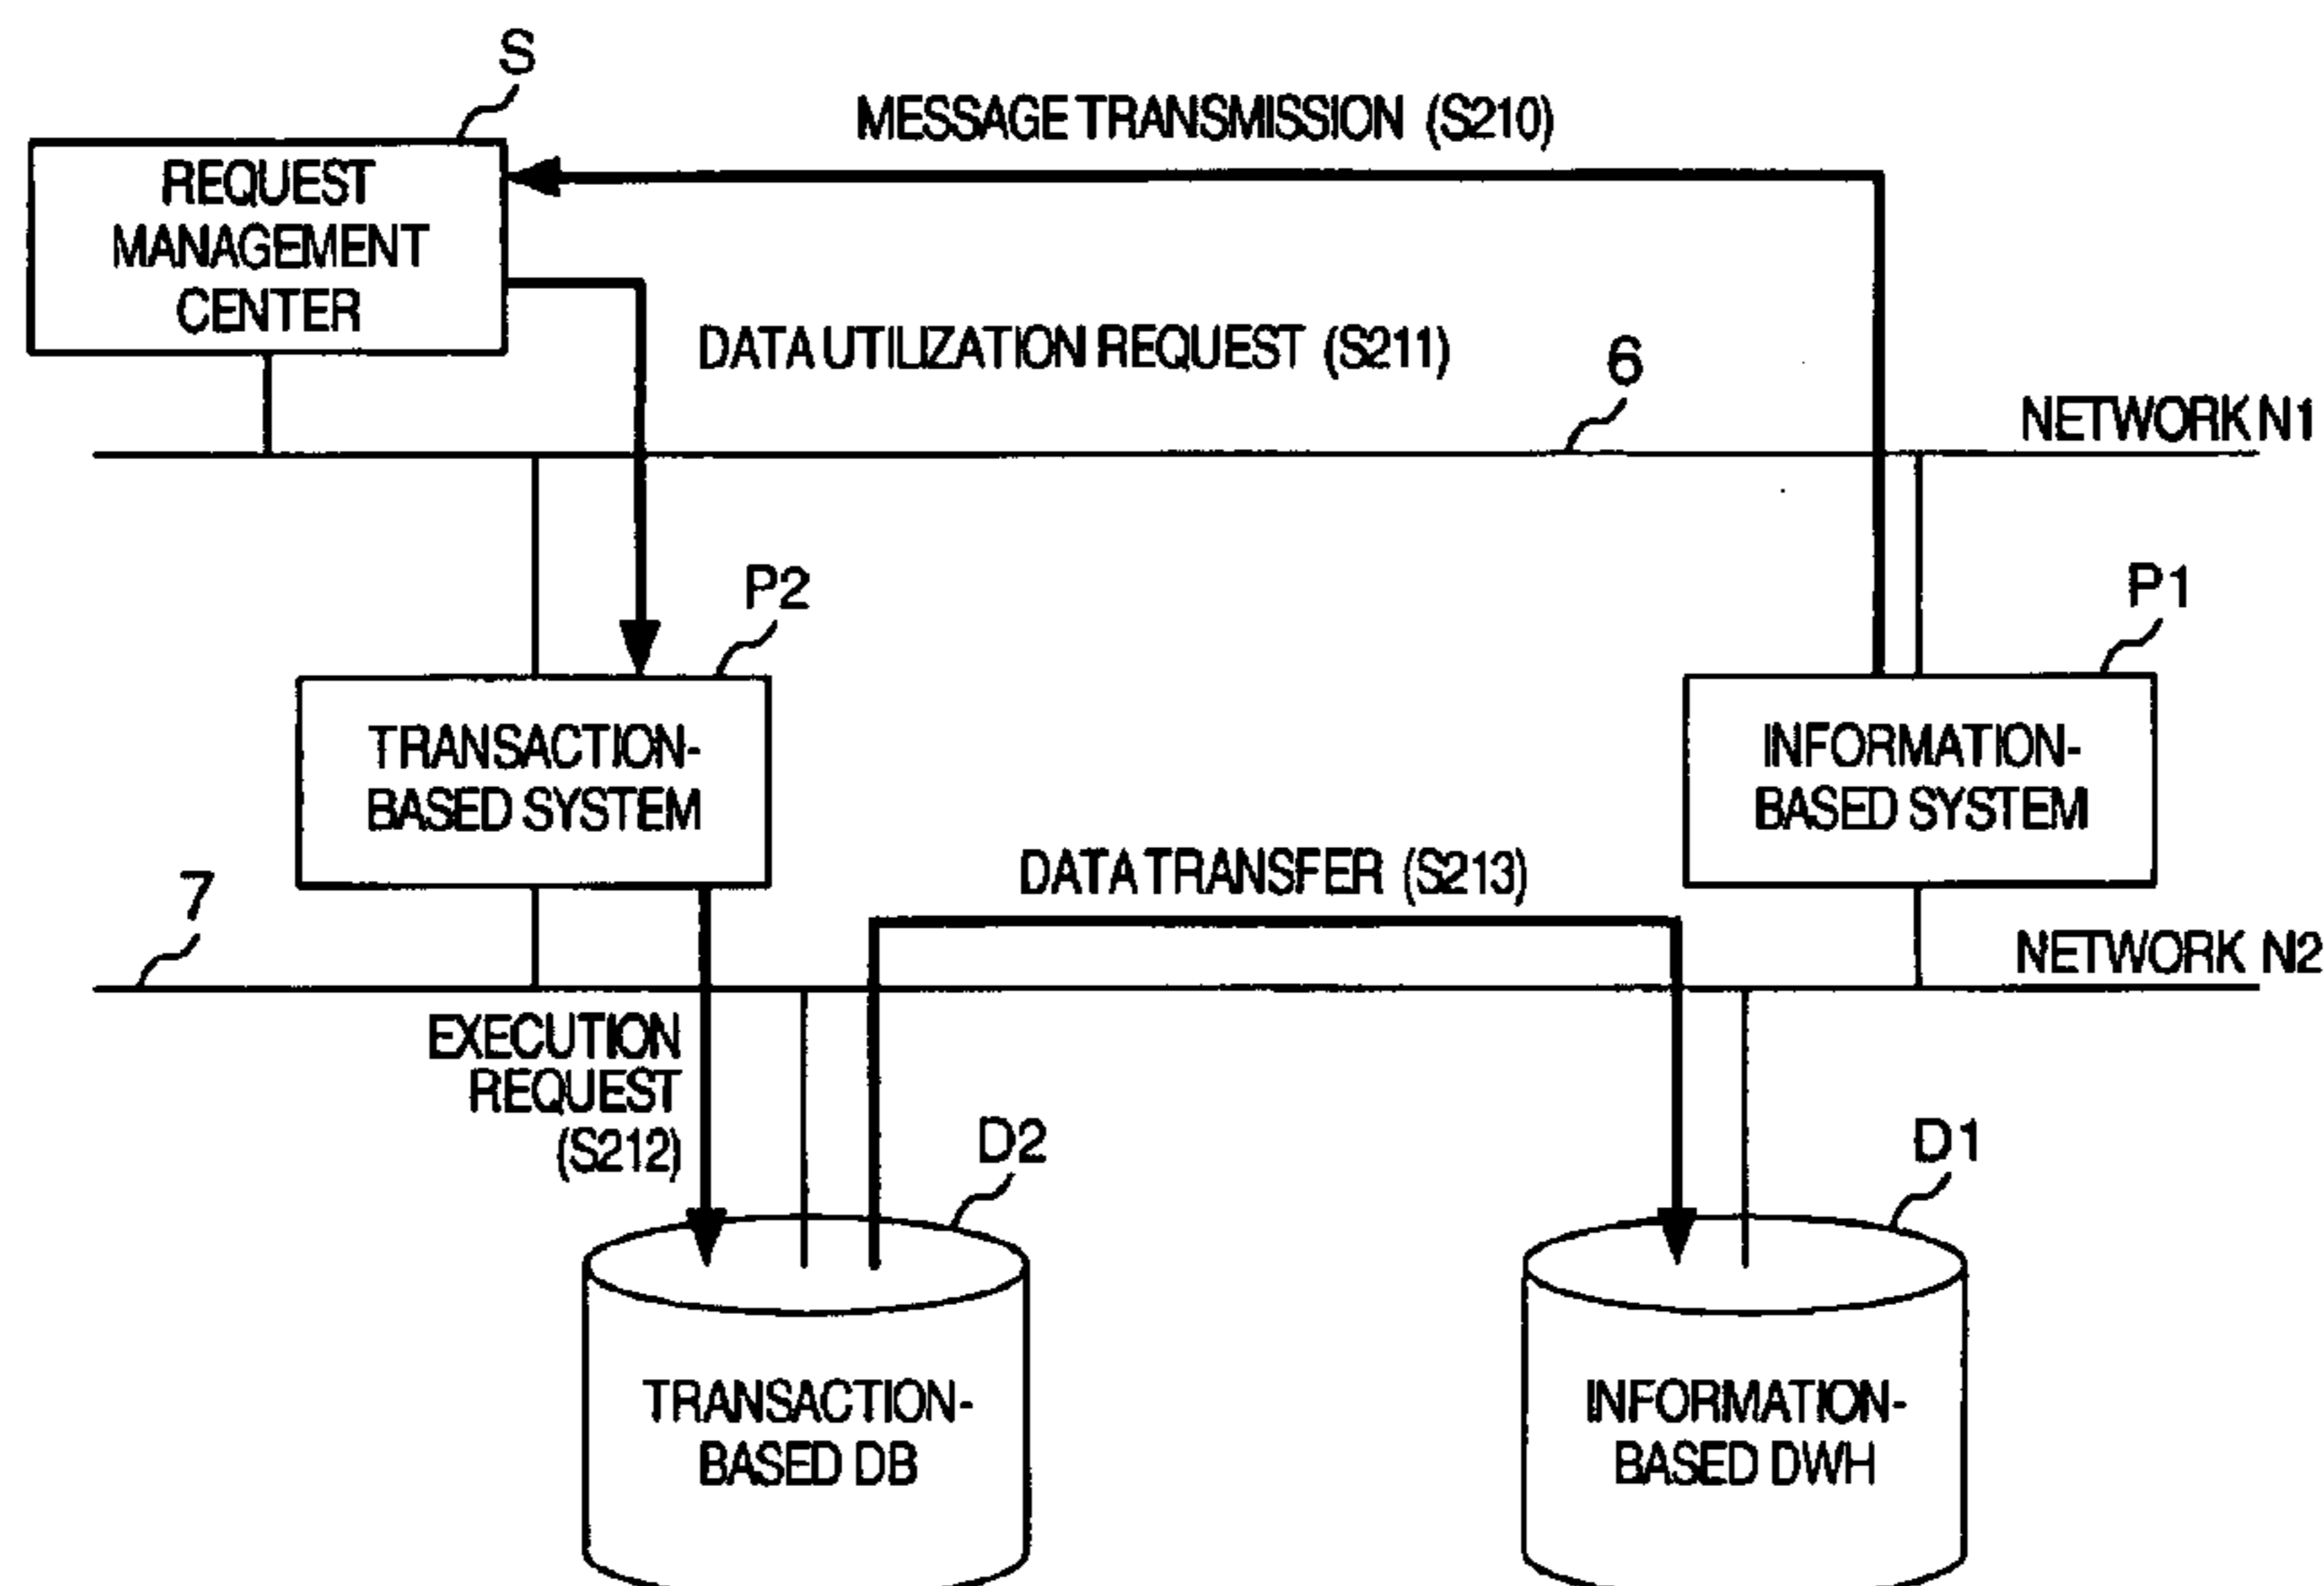 S
MESSAGE TRANSMISSION (S210)
REQUEST
MANAGEMENT
CENTER
DATA UTILIZATION REQUEST (S211)
6
NETWORK N1
P2
P1
TRANSACTION-
BASED SYSTEM
INFORMATION-
BASED SYSTEM
DATA TRANSFER (S213)
7
NETWORK N2
EXECUTION
REQUEST
(S212)
D2
D1
TRANSACTION-
BASED DB
INFORMATION-
BASED DWH